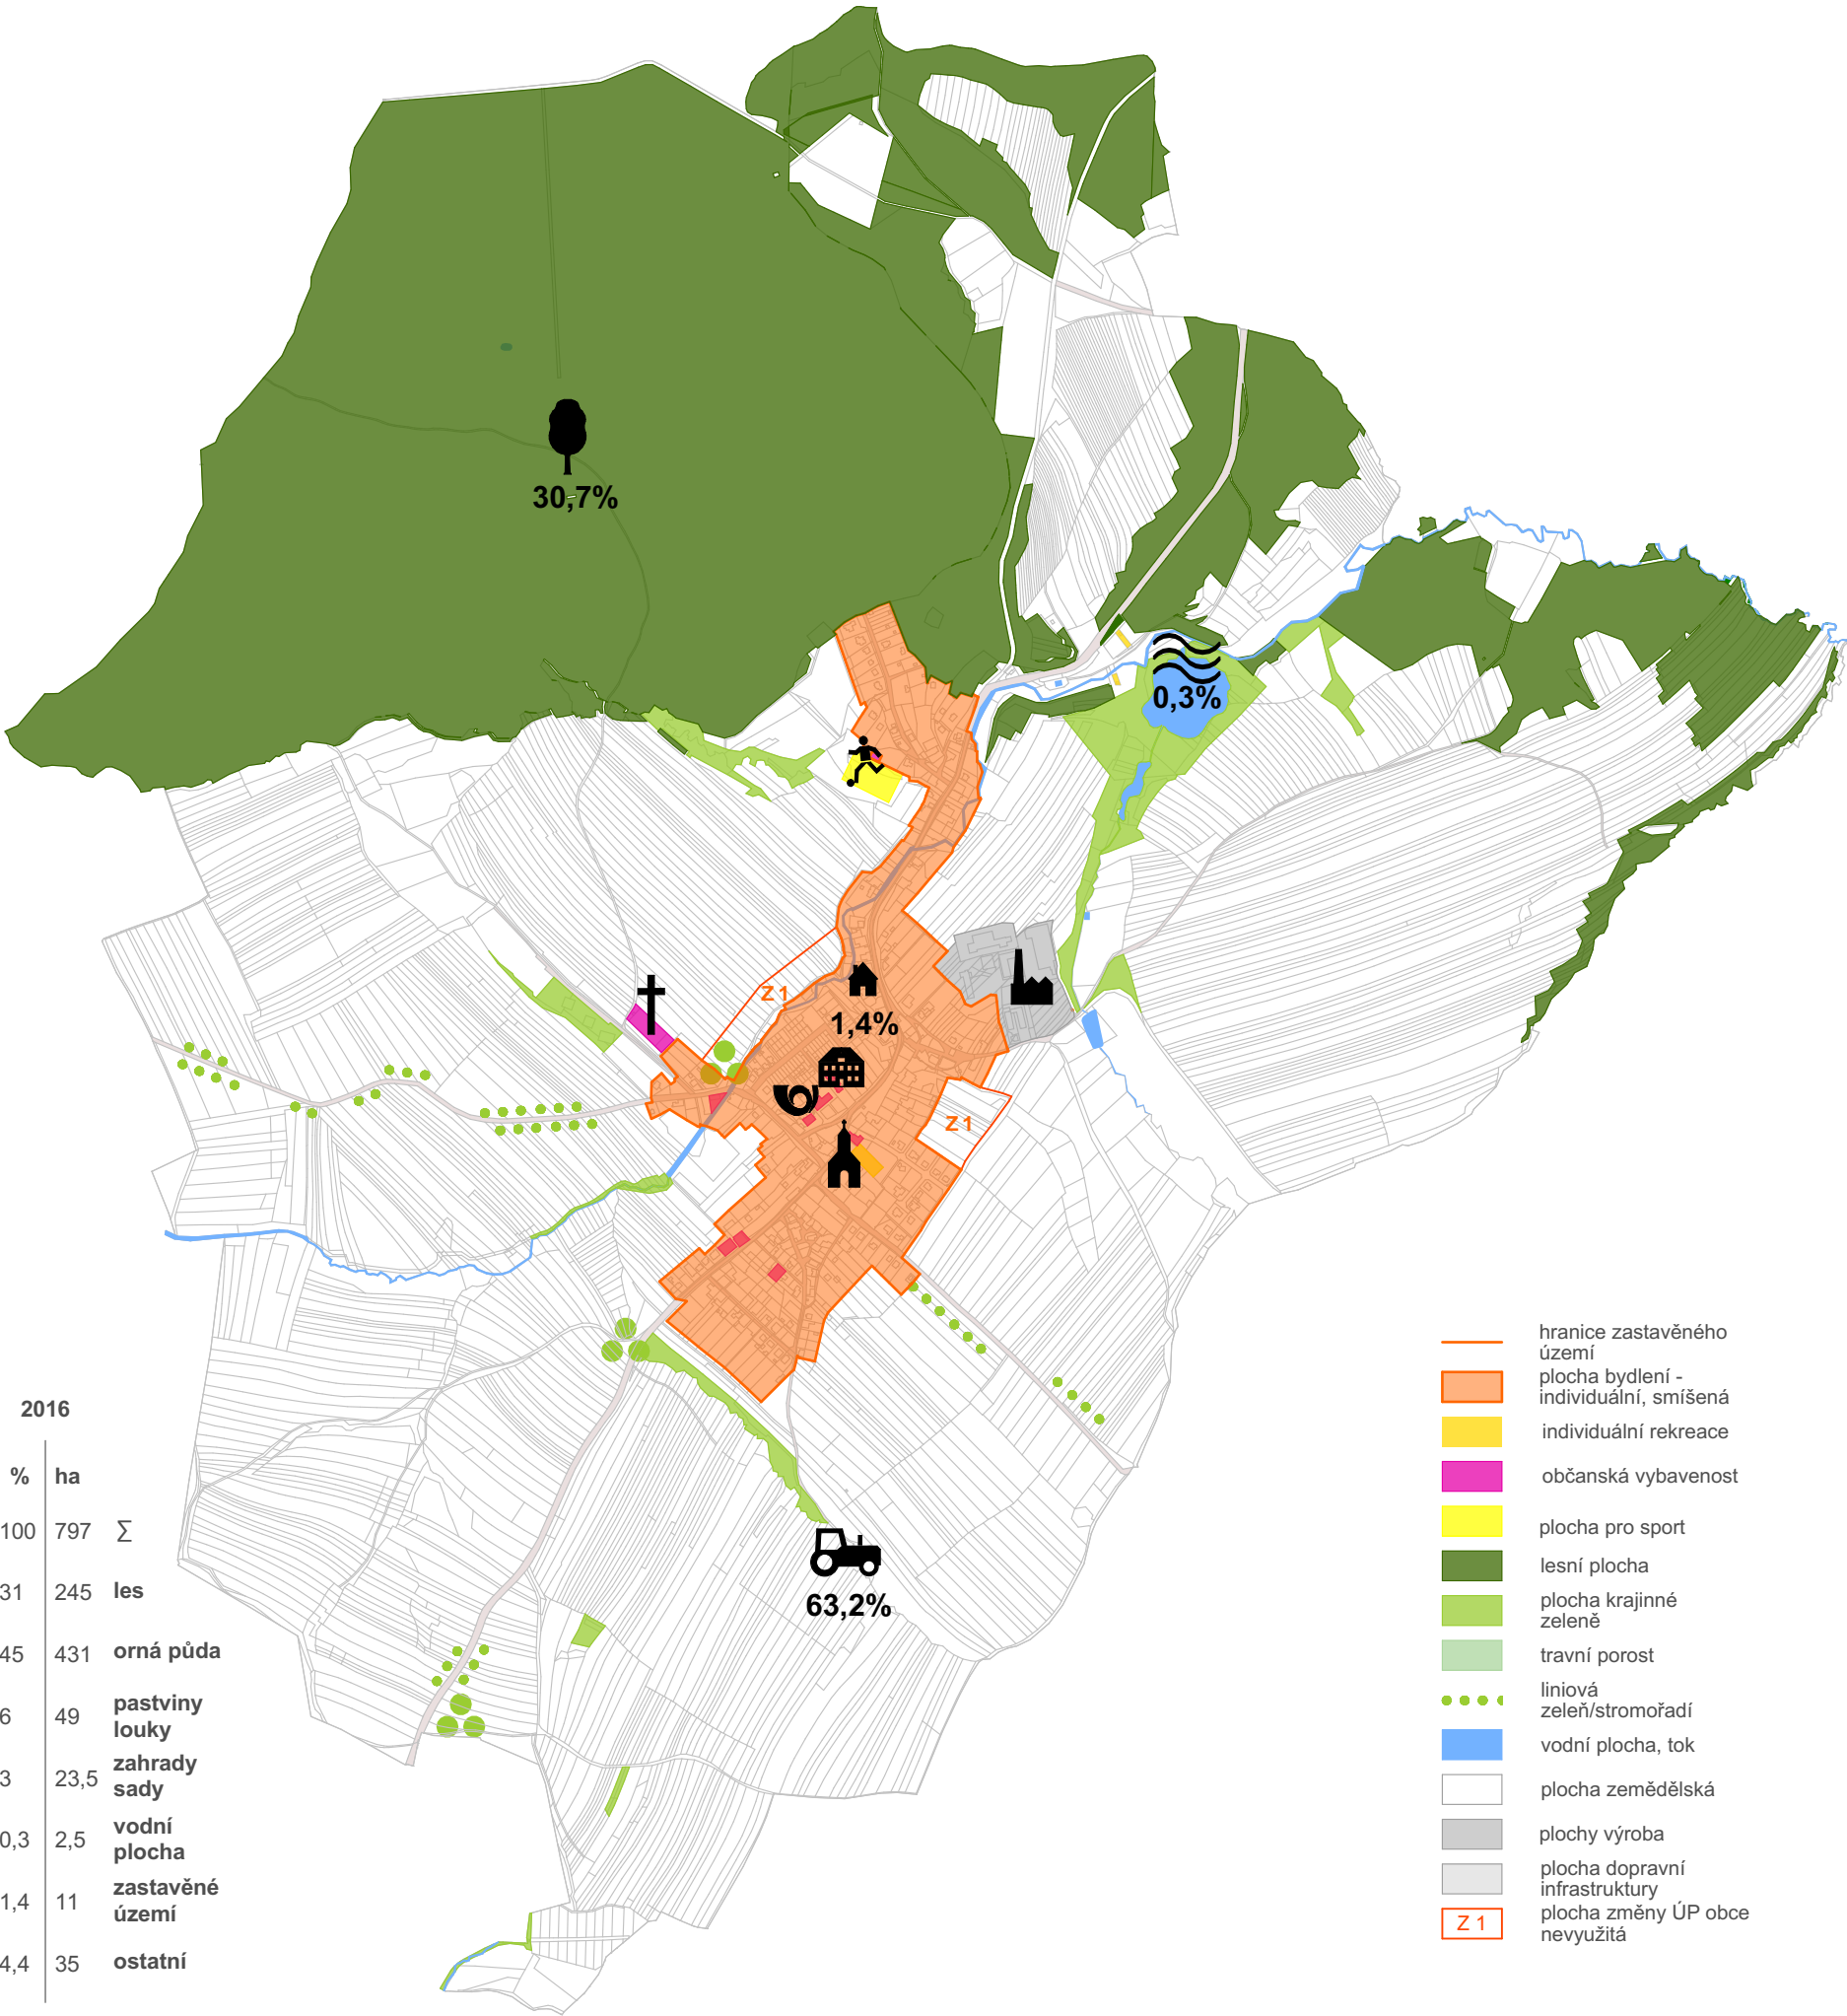 30,7%
0,3%
Z 1
1,4%
Z 1
63,2%
2016
% ha
100 797 Σ
31 245 les
45 431 orná půda
6 49 pastviny
louky
3 23,5 zahrady
sady
0,3 2,5 vodní
plocha
1,4 11 zastavěné
území
4,4 35 ostatní
hranice zastavěného
území
plocha bydlení -
individuální, smíšená
individuální rekreace
občanská vybavenost
plocha pro sport
lesní plocha
plocha krajinné
zeleně
travní porost
liniová
zeleň/stromořadí
vodní plocha, tok
plocha zemědělská
plochy výroba
plocha dopravní
infrastruktury
Z 1 plocha změny ÚP obce
nevyužitá